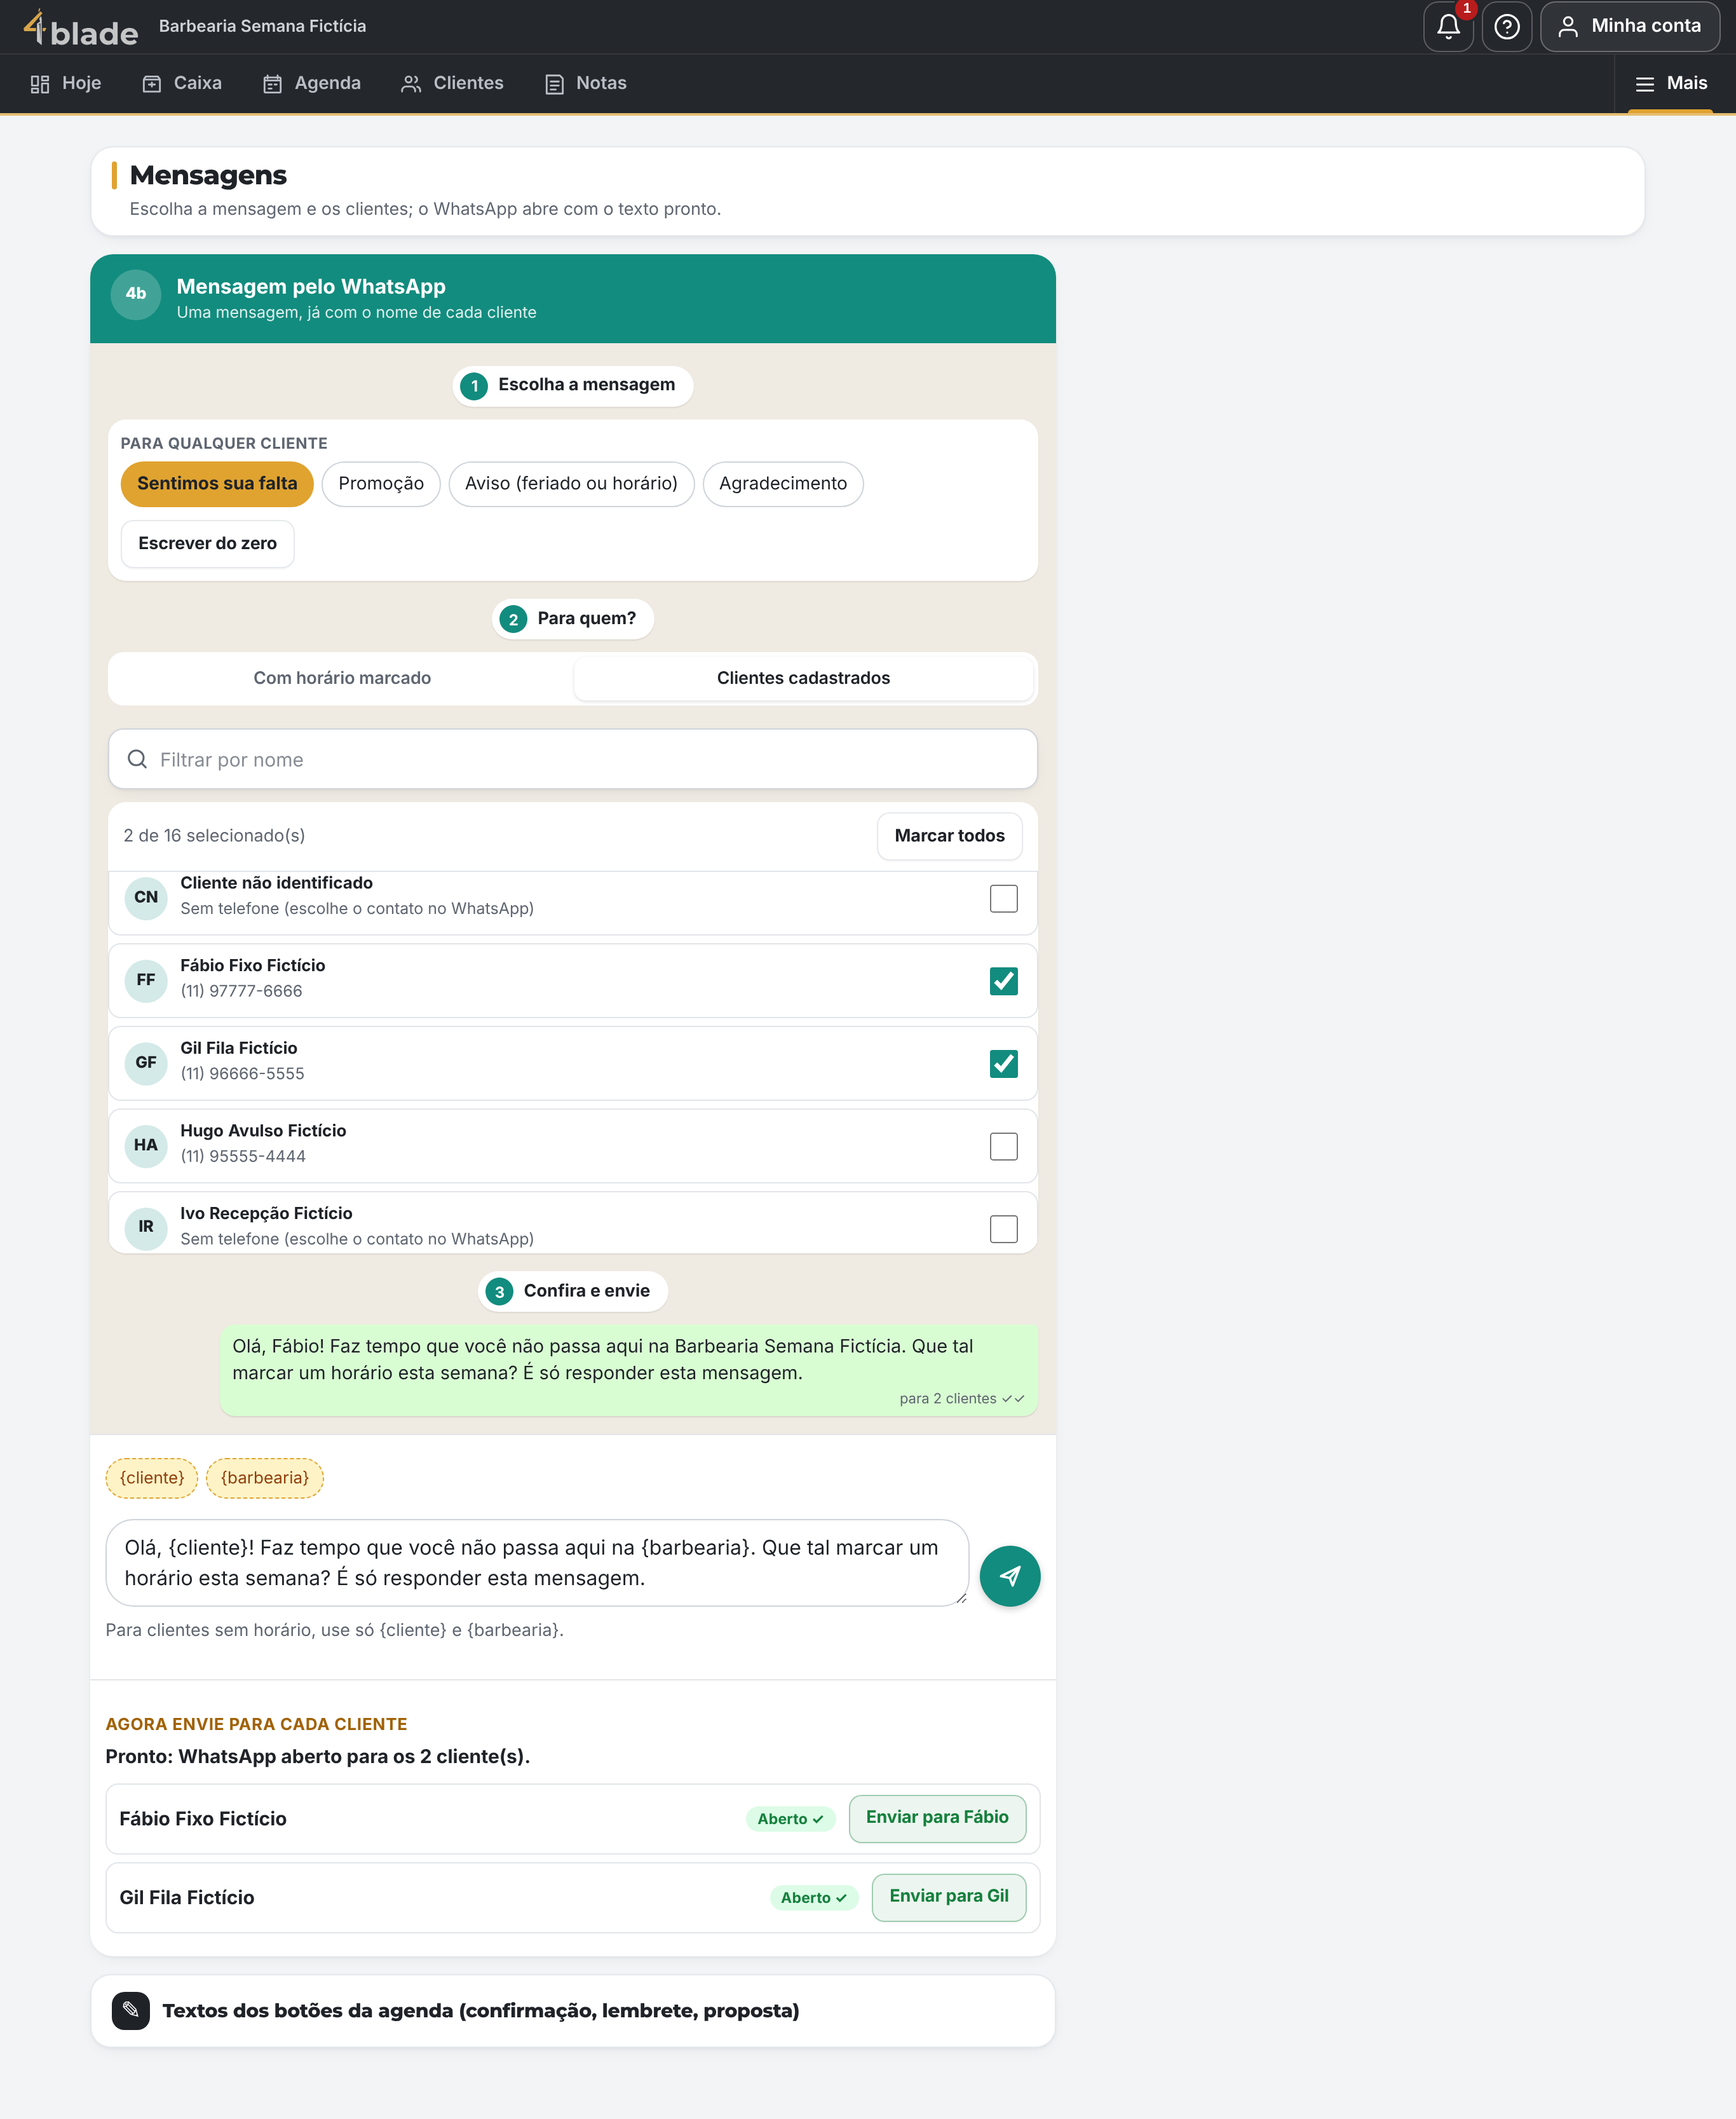 4blade
Barbearia Semana Fictícia
1
Minha conta
Hoje
Caixa
Agenda
Clientes
Notas
Mais
Mensagens
Escolha a mensagem e os clientes; o WhatsApp abre com o texto pronto.
4b
Mensagem pelo WhatsApp
Uma mensagem, já com o nome de cada cliente
1 Escolha a mensagem
PARA QUALQUER CLIENTE
Sentimos sua falta
Promoção
Aviso (feriado ou horário)
Agradecimento
Escrever do zero
2 Para quem?
Com horário marcado
Clientes cadastrados
Filtrar por nome
2 de 16 selecionado(s)
Marcar todos
CN
Cliente não identificado
Sem telefone (escolhe o contato no WhatsApp)
FF
Fábio Fixo Fictício
(11) 97777-6666
GF
Gil Fila Fictício
(11) 96666-5555
HA
Hugo Avulso Fictício
(11) 95555-4444
IR
Ivo Recepção Fictício
Sem telefone (escolhe o contato no WhatsApp)
3 Confira e envie
Olá, Fábio! Faz tempo que você não passa aqui na Barbearia Semana Fictícia. Que tal
marcar um horário esta semana? É só responder esta mensagem.
para 2 clientes ✓✓
{cliente}
{barbearia}
Olá, {cliente}! Faz tempo que você não passa aqui na {barbearia}. Que tal marcar um
horário esta semana? É só responder esta mensagem.
Para clientes sem horário, use só {cliente} e {barbearia}.
AGORA ENVIE PARA CADA CLIENTE
Pronto: WhatsApp aberto para os 2 cliente(s).
Fábio Fixo Fictício
Aberto ✓
Enviar para Fábio
Gil Fila Fictício
Aberto ✓
Enviar para Gil
Textos dos botões da agenda (confirmação, lembrete, proposta)